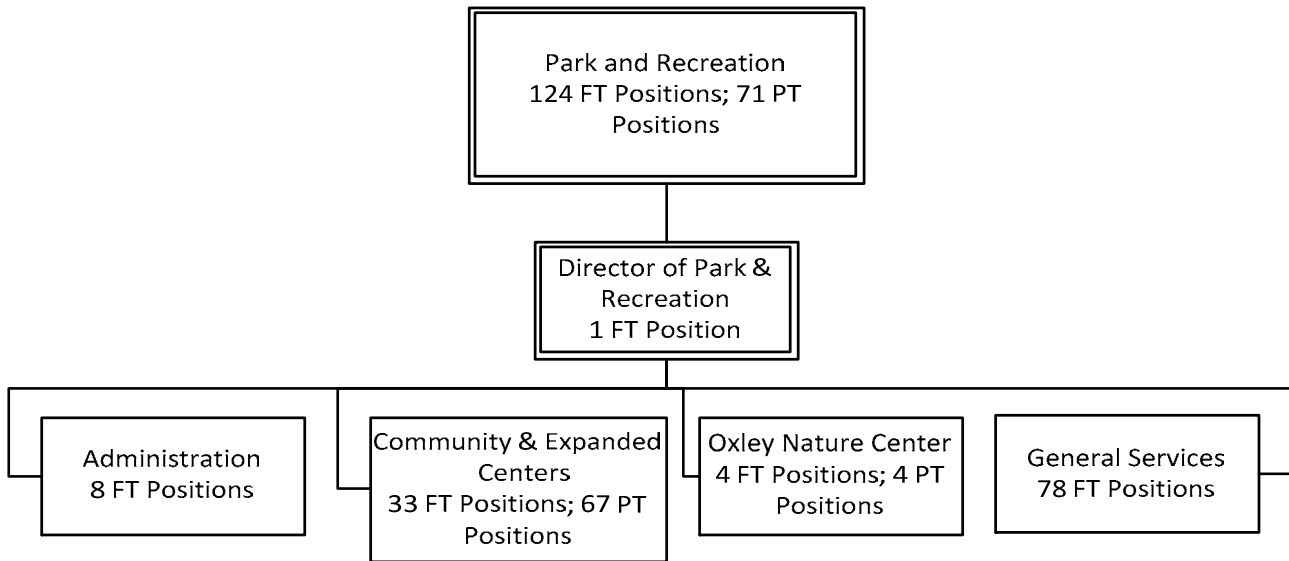 Park and Recreation
124 FT Positions; 71 PT
Positions
Director of Park &
Recreation
1 FT Position
Administration
8 FT Positions
Community & Expanded
Centers
33 FT Positions; 67 PT
Positions
Oxley Nature Center
4 FT Positions; 4 PT
Positions
General Services
78 FT Positions